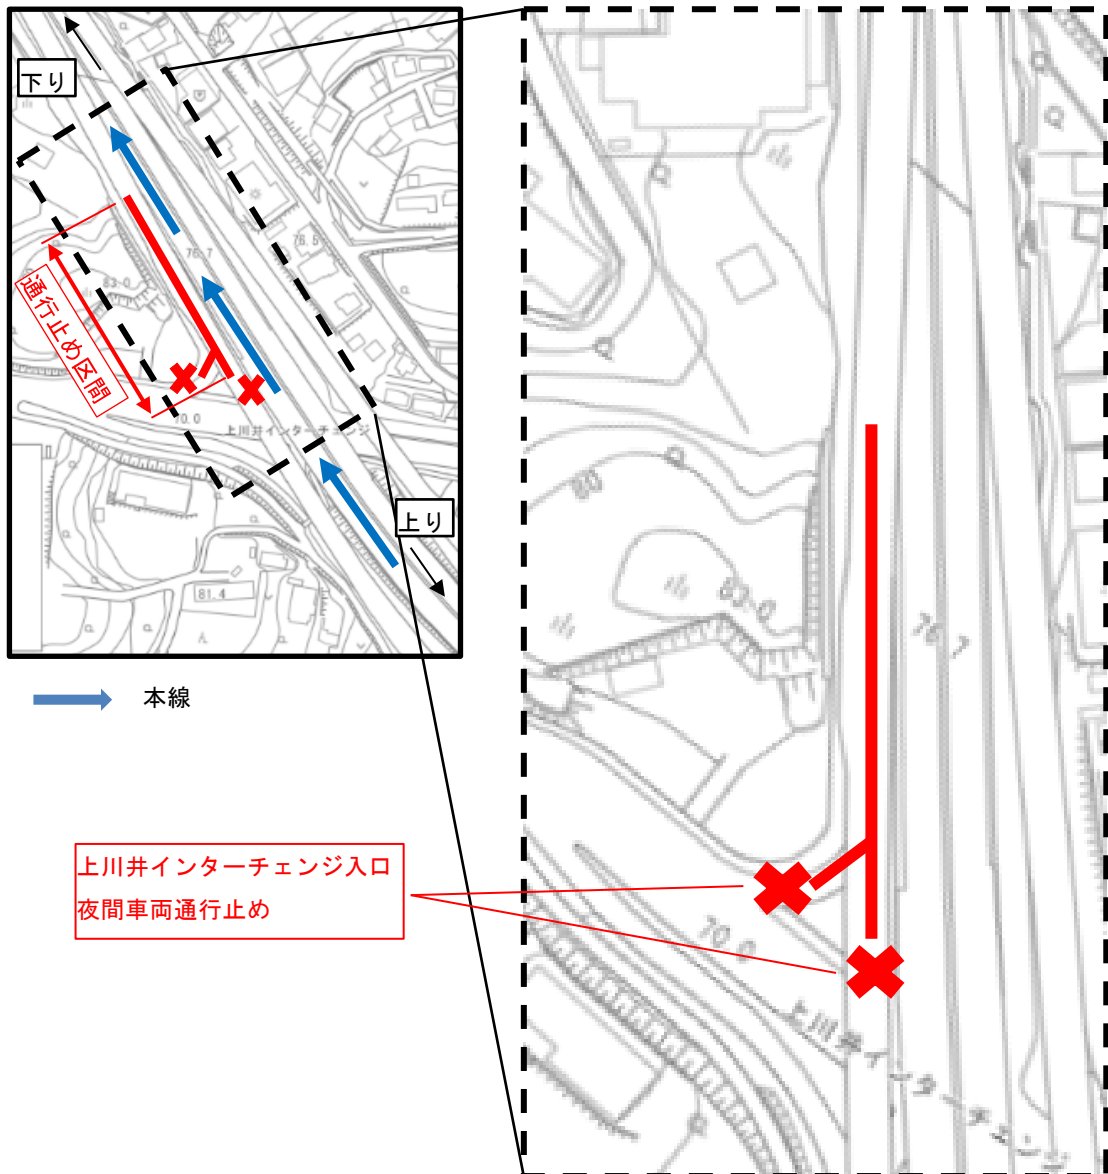 下り
76.5
76.7
83.0
通行止め区間
70.0
上川井インターチェンジ
上り
81.4
本線
上川井インターチェンジ入口
夜間車両通行止め
80
83.0
76.7
70.0
上川井インターチェンジ